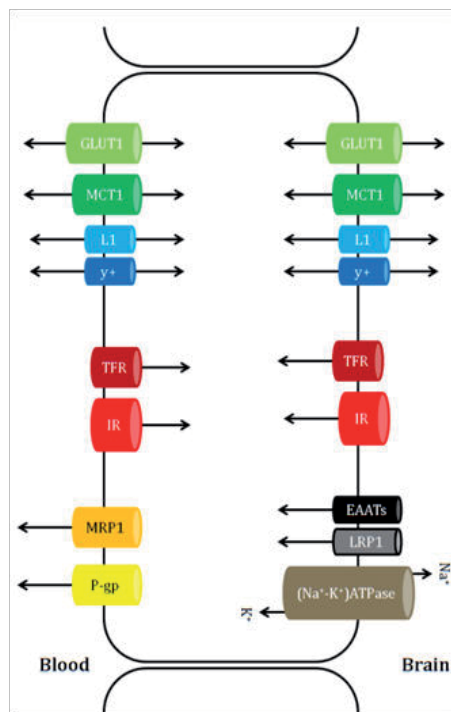 GLUT1
GLUT1
MCT1
MCT1
L1
L1
y+
y+
TFR
TFR
IR
IR
MRP1
EAATs
LRP1
P-gp
(Na⁺-K⁺)ATPase
Na⁺
K⁺
Blood
Brain